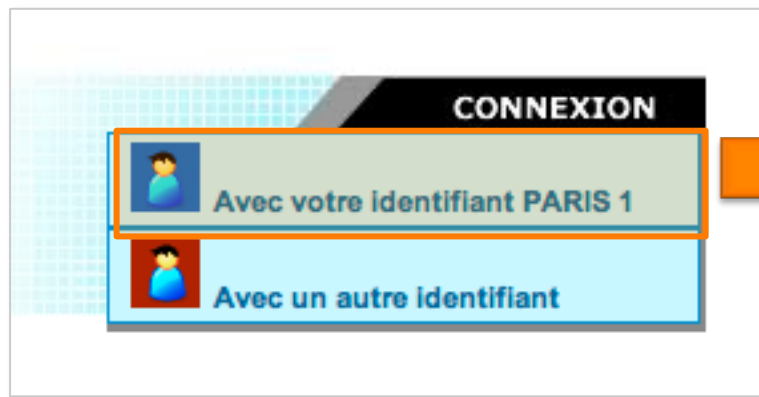 CONNEXION
Avec votre identifiant PARIS 1
Avec un autre identifiant